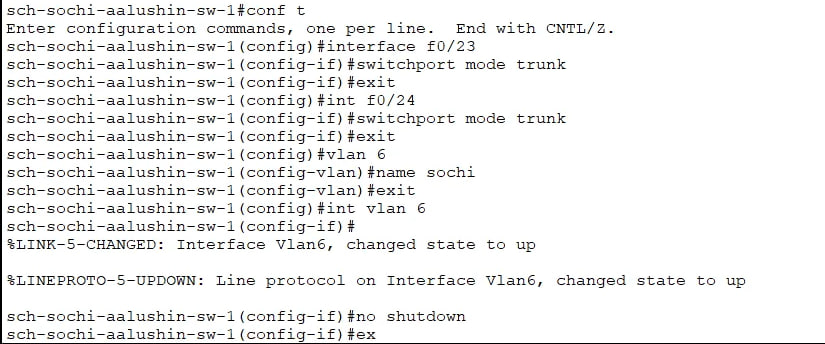 sch-sochi-aalushin-sw-1#conf t
Enter configuration commands, one per line.  End with CNTL/Z.
sch-sochi-aalushin-sw-1(config)#interface f0/23
sch-sochi-aalushin-sw-1(config-if)#switchport mode trunk
sch-sochi-aalushin-sw-1(config-if)#exit
sch-sochi-aalushin-sw-1(config)#int f0/24
sch-sochi-aalushin-sw-1(config-if)#switchport mode trunk
sch-sochi-aalushin-sw-1(config-if)#exit
sch-sochi-aalushin-sw-1(config)#vlan 6
sch-sochi-aalushin-sw-1(config-vlan)#name sochi
sch-sochi-aalushin-sw-1(config-vlan)#exit
sch-sochi-aalushin-sw-1(config)#int vlan 6
sch-sochi-aalushin-sw-1(config-if)#
%LINK-5-CHANGED: Interface Vlan6, changed state to up
%LINEPROTO-5-UPDOWN: Line protocol on Interface Vlan6, changed state to up
sch-sochi-aalushin-sw-1(config-if)#no shutdown
sch-sochi-aalushin-sw-1(config-if)#ex